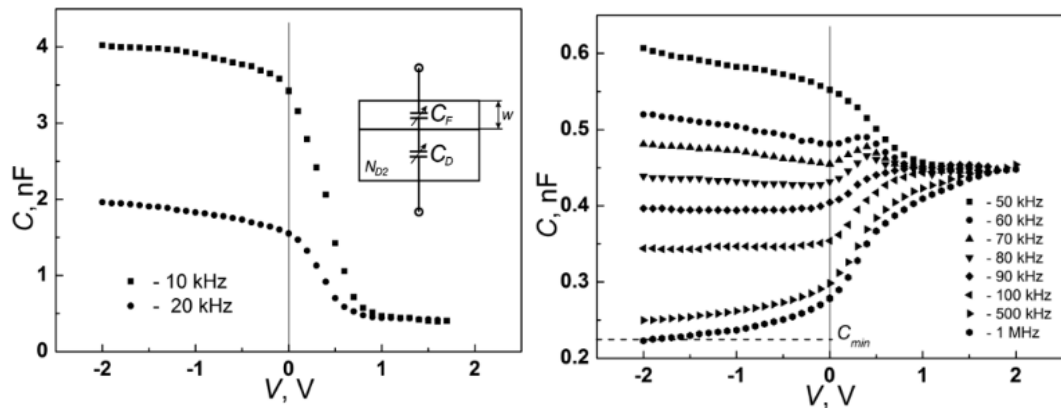 C, nF
4
3
2
1
0
-2
-1
0
1
2
V, V
■ - 10 kHz
● - 20 kHz
C_F
w
C_D
N_D2
C, nF
0.6
0.5
0.4
0.3
0.2
-2
-1
0
1
2
V, V
■ - 50 kHz
● - 60 kHz
▲ - 70 kHz
▼ - 80 kHz
◆ - 90 kHz
◄ - 100 kHz
► - 500 kHz
● - 1 MHz
C_min